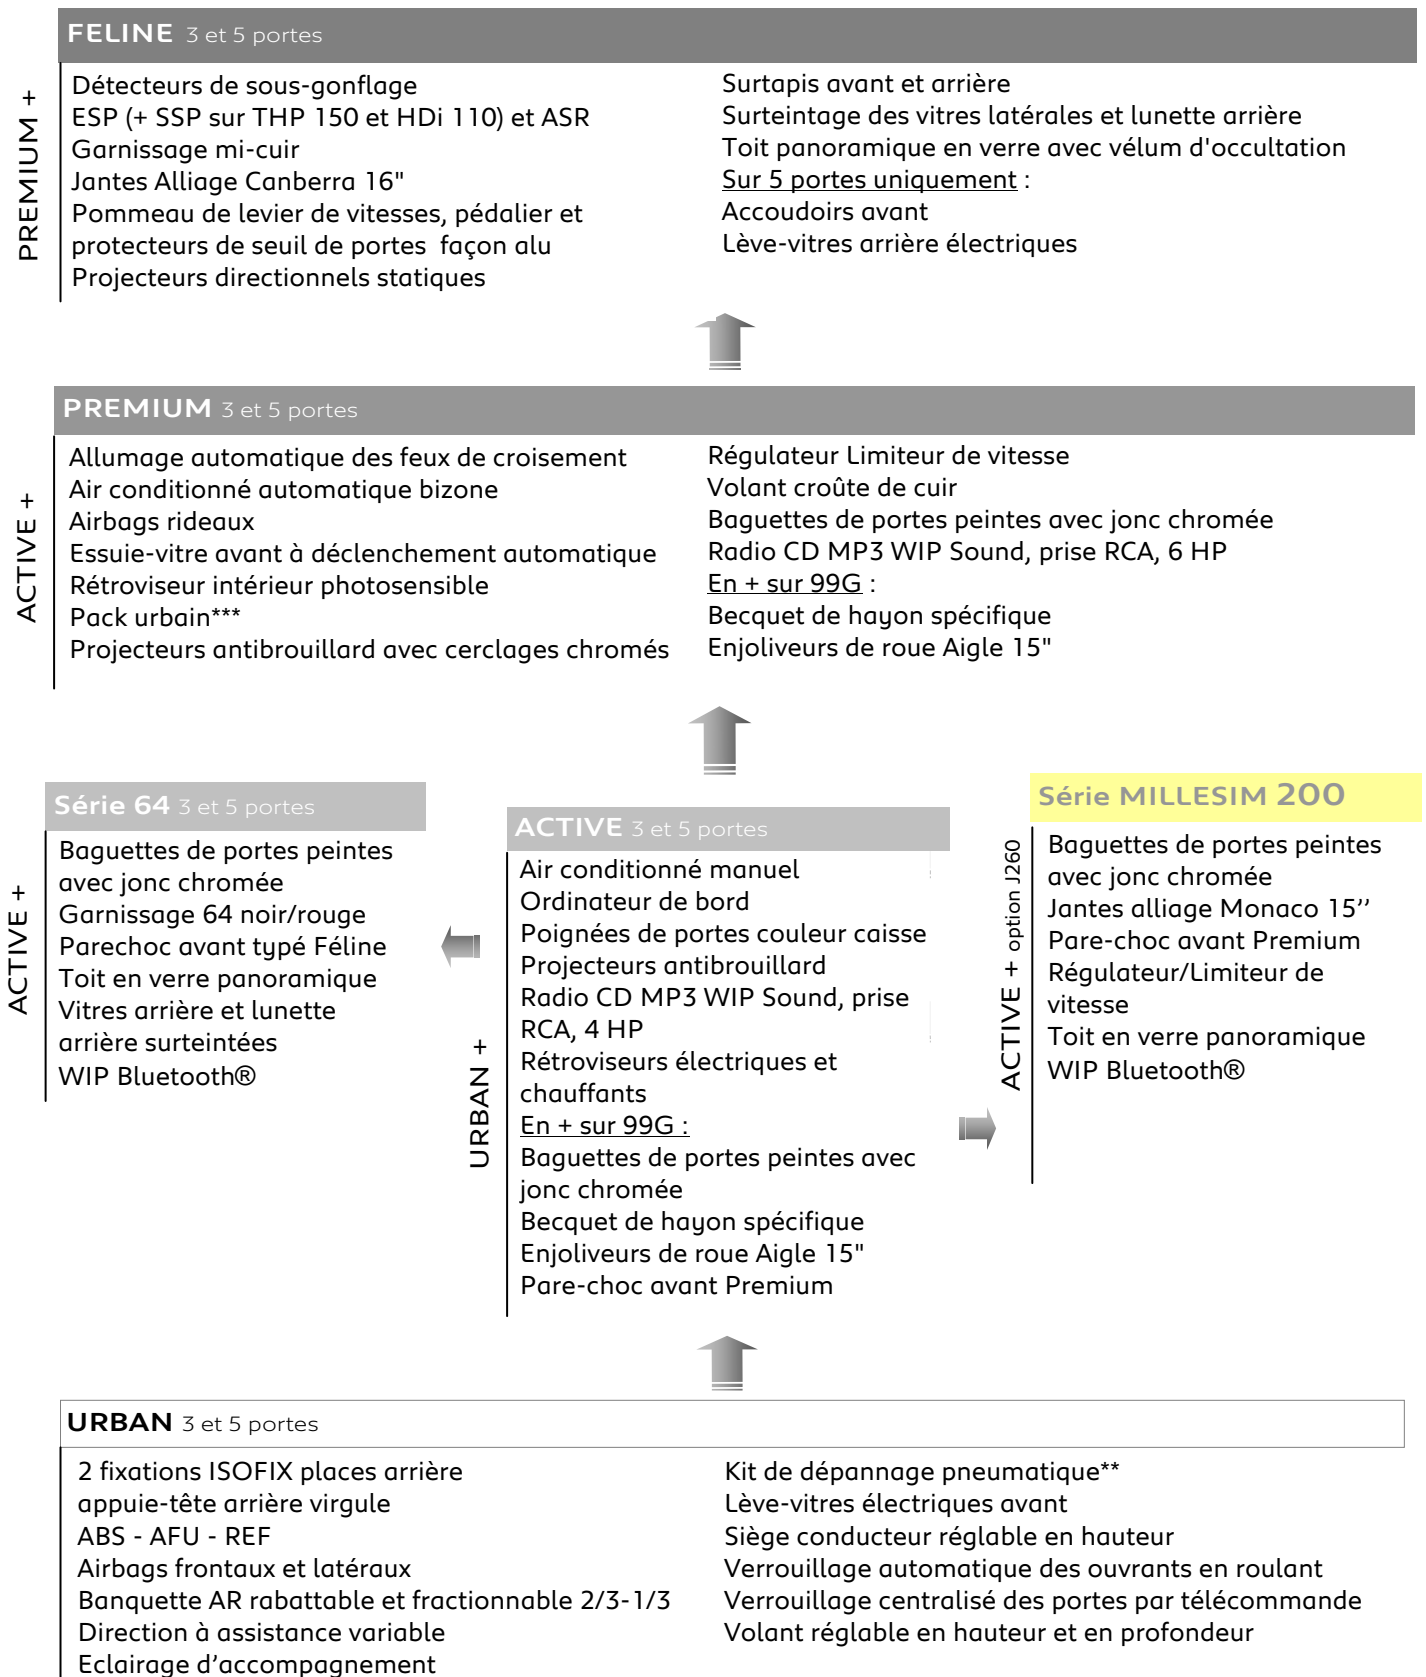 FELINE 3 et 5 portes
PREMIUM +
Détecteurs de sous-gonflage
ESP (+ SSP sur THP 150 et HDi 110) et ASR
Garnissage mi-cuir
Jantes Alliage Canberra 16"
Pommeau de levier de vitesses, pédalier et
protecteurs de seuil de portes  façon alu
Projecteurs directionnels statiques
Surtapis avant et arrière
Surteintage des vitres latérales et lunette arrière
Toit panoramique en verre avec vélum d'occultation
Sur 5 portes uniquement :
Accoudoirs avant
Lève-vitres arrière électriques
PREMIUM 3 et 5 portes
ACTIVE +
Allumage automatique des feux de croisement
Air conditionné automatique bizone
Airbags rideaux
Essuie-vitre avant à déclenchement automatique
Rétroviseur intérieur photosensible
Pack urbain***
Projecteurs antibrouillard avec cerclages chromés
Régulateur Limiteur de vitesse
Volant croûte de cuir
Baguettes de portes peintes avec jonc chromée
Radio CD MP3 WIP Sound, prise RCA, 6 HP
En + sur 99G :
Becquet de hayon spécifique
Enjoliveurs de roue Aigle 15"
Série 64 3 et 5 portes
ACTIVE +
Baguettes de portes peintes
avec jonc chromée
Garnissage 64 noir/rouge
Parechoc avant typé Féline
Toit en verre panoramique
Vitres arrière et lunette
arrière surteintées
WIP Bluetooth®
ACTIVE 3 et 5 portes
URBAN +
Air conditionné manuel
Ordinateur de bord
Poignées de portes couleur caisse
Projecteurs antibrouillard
Radio CD MP3 WIP Sound, prise
RCA, 4 HP
Rétroviseurs électriques et
chauffants
En + sur 99G :
Baguettes de portes peintes avec
jonc chromée
Becquet de hayon spécifique
Enjoliveurs de roue Aigle 15"
Pare-choc avant Premium
Série MILLESIM 200
ACTIVE + option J260
Baguettes de portes peintes
avec jonc chromée
Jantes alliage Monaco 15’’
Pare-choc avant Premium
Régulateur/Limiteur de
vitesse
Toit en verre panoramique
WIP Bluetooth®
URBAN 3 et 5 portes
2 fixations ISOFIX places arrière
appuie-tête arrière virgule
ABS - AFU - REF
Airbags frontaux et latéraux
Banquette AR rabattable et fractionnable 2/3-1/3
Direction à assistance variable
Eclairage d’accompagnement
Kit de dépannage pneumatique**
Lève-vitres électriques avant
Siège conducteur réglable en hauteur
Verrouillage automatique des ouvrants en roulant
Verrouillage centralisé des portes par télécommande
Volant réglable en hauteur et en profondeur